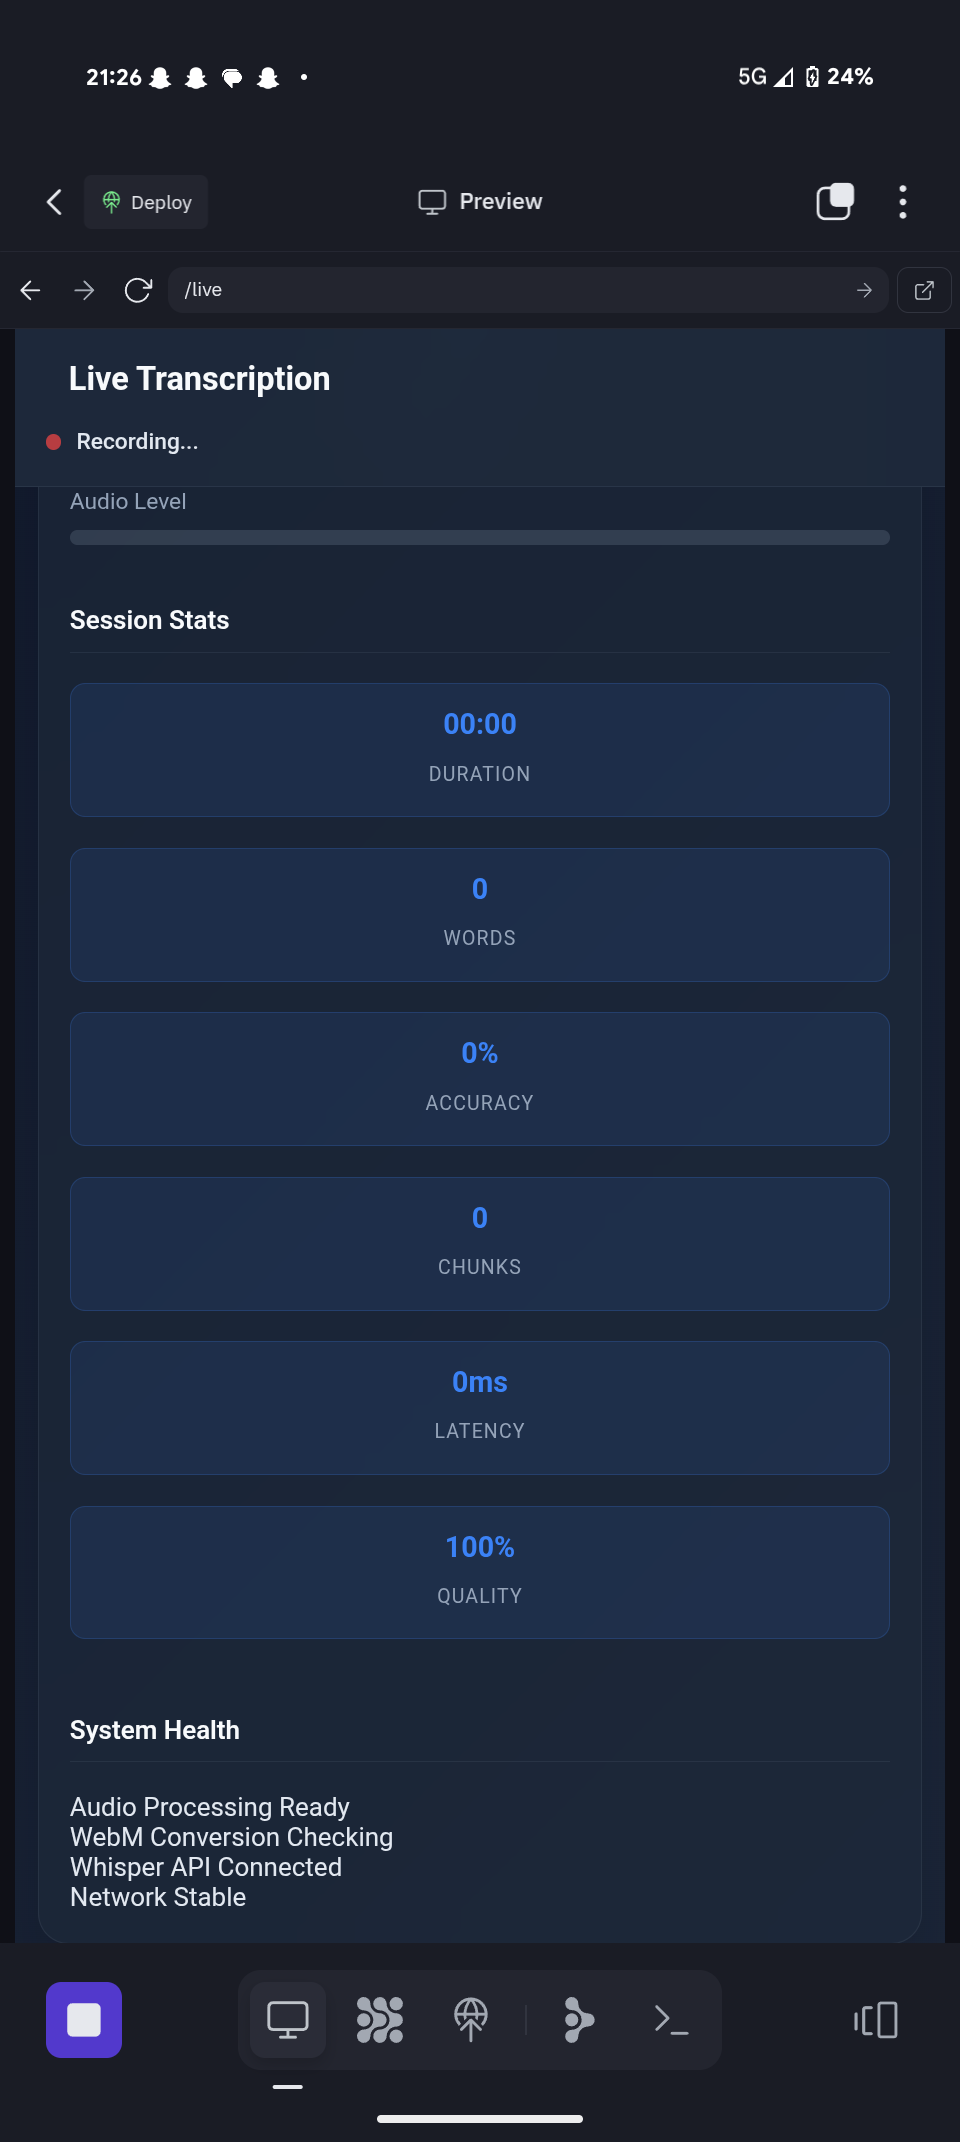 21:26
5G 24%
Deploy
Preview
/live
Live Transcription
Recording...
Audio Level
Session Stats
00:00
DURATION
0
WORDS
0%
ACCURACY
0
CHUNKS
0ms
LATENCY
100%
QUALITY
System Health
Audio Processing Ready
WebM Conversion Checking
Whisper API Connected
Network Stable